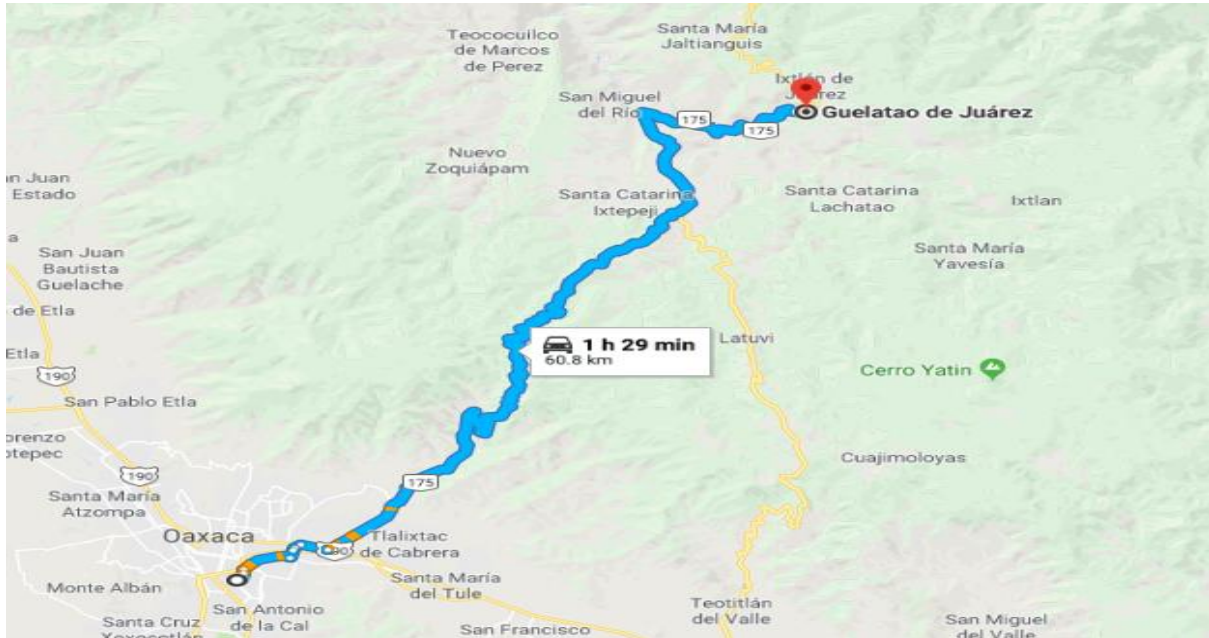 Teococuilco
de Marcos
de Perez
Santa María
Jaltianguis
Ixtlán de
Juárez
Guelatao de Juárez
San Miguel
del Río
175
175
Nuevo
Zoquiápam
Santa Catarina
Ixtepeji
Santa Catarina
Lachatao
Ixtlan
an Juan
Estado
a
San Juan
Bautista
Guelache
Santa María
Yavesía
de Etla
1 h 29 min
60.8 km
Latuvi
Etla
190
Cerro Yatin
San Pablo Etla
orenzo
otepec
190
175
Cuajimoloyas
Santa María
Atzompa
Oaxaca
190
Tlalixtac
de Cabrera
Monte Albán
Santa María
del Tule
San Antonio
de la Cal
Santa Cruz
Xoxocotlán
San Francisco
Teotitlán
del Valle
San Miguel
del Valle